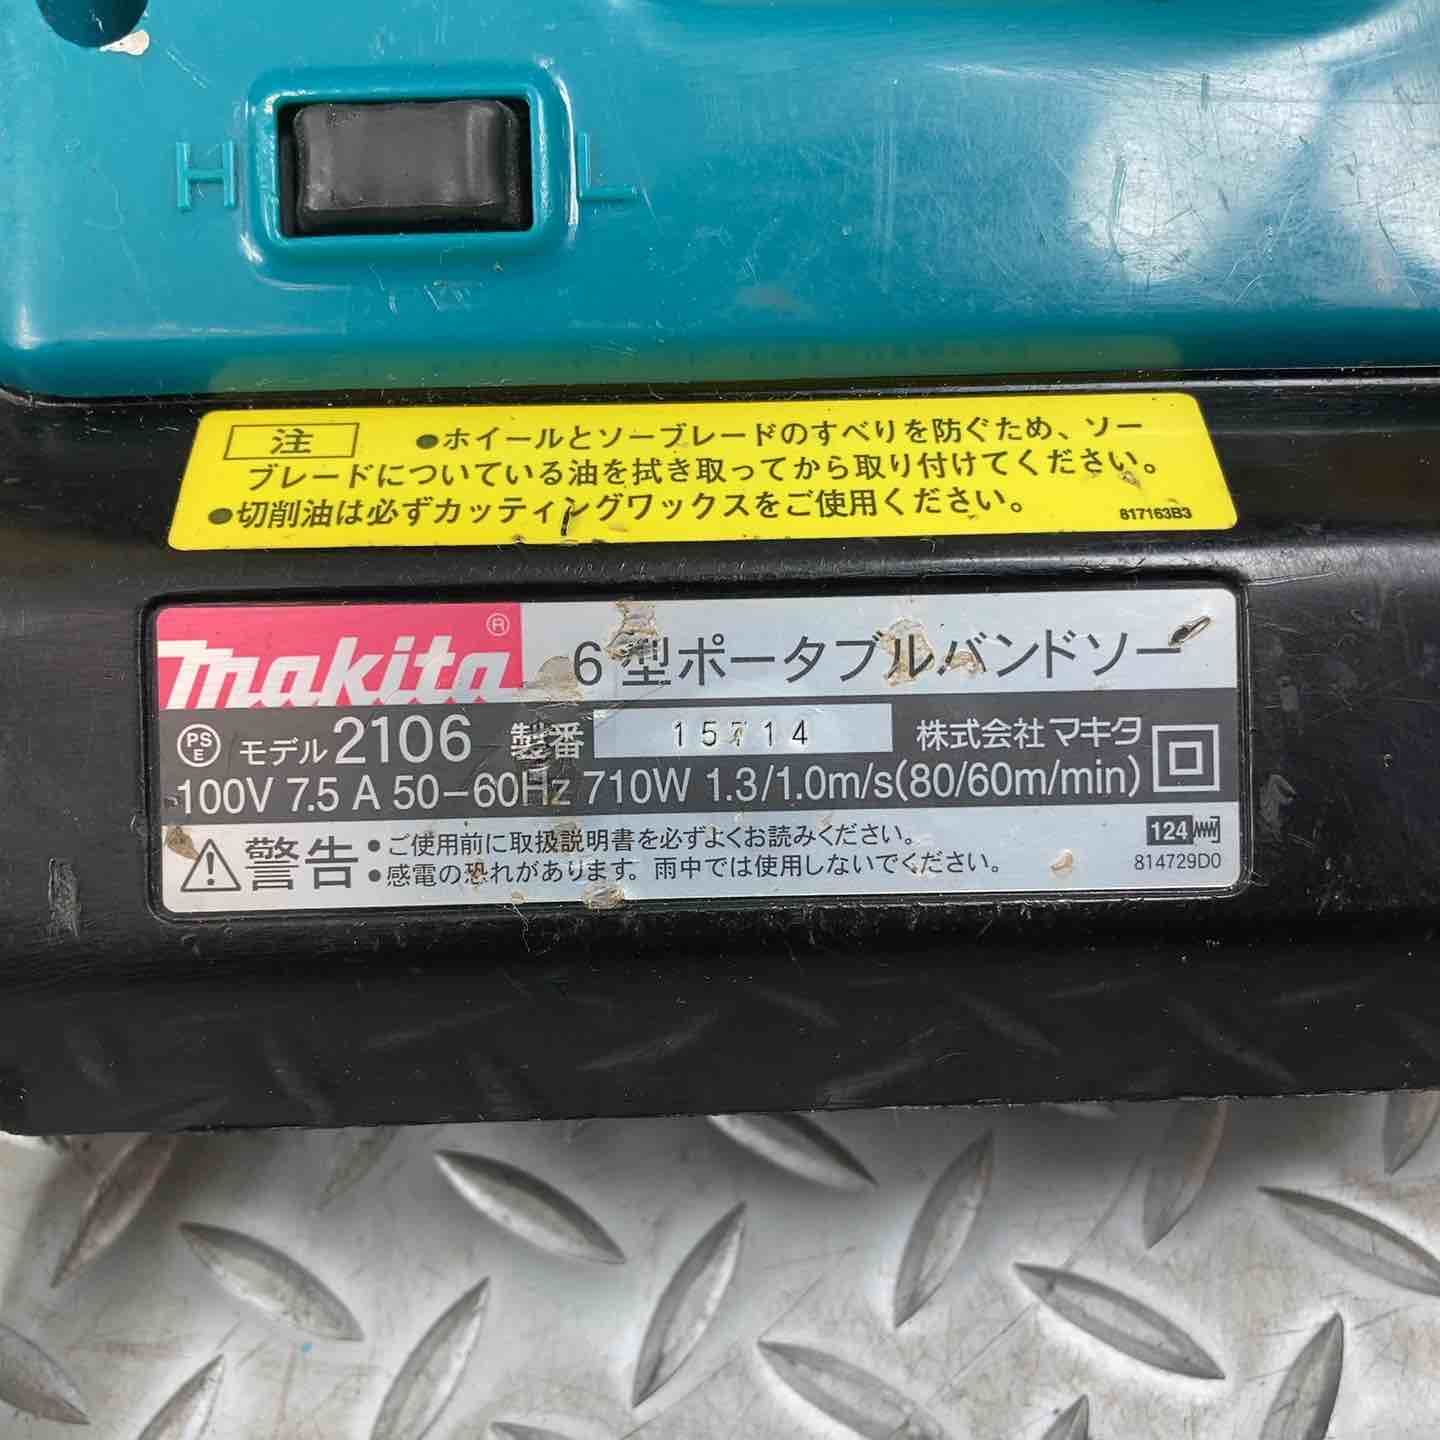 H L
注 ●ホイールとソーブレードのすべりを防ぐため、ソー
ブレードについている油を拭き取ってから取り付けてください。
●切削油は必ずカッティングワックスをご使用ください。
817163B3
makita® 6型ポータブルバンドソー
PSE モデル 2106 製番 15714 株式会社マキタ
100V 7.5 A 50-60Hz 710W 1.3/1.0m/s(80/60m/min)
警告 ●ご使用前に取扱説明書を必ずよくお読みください。
●感電の恐れがあります。雨中では使用しないでください。
124
814729D0